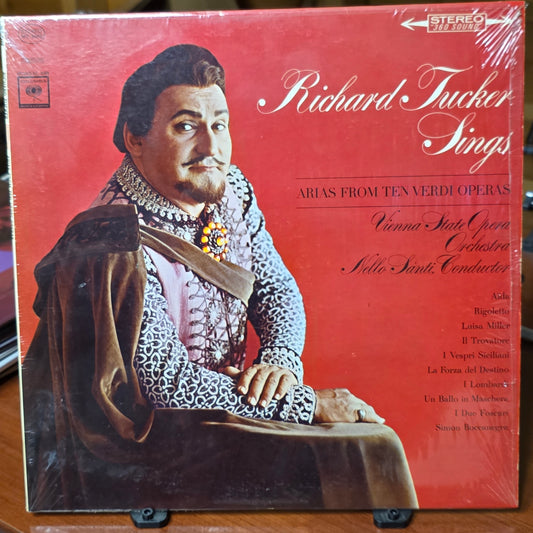 STEREO
"360 SOUND"
Richard Tucker
Sings
ARIAS FROM TEN VERDI OPERAS
Vienna State Opera
Orchestra
Nello Santi, Conductor
Aida
Rigoletto
Luisa Miller
Il Trovatore
I Vespri Siciliani
La Forza del Destino
I Lombardi
Un Ballo in Maschera
I Due Foscari
Simon Boccanegra